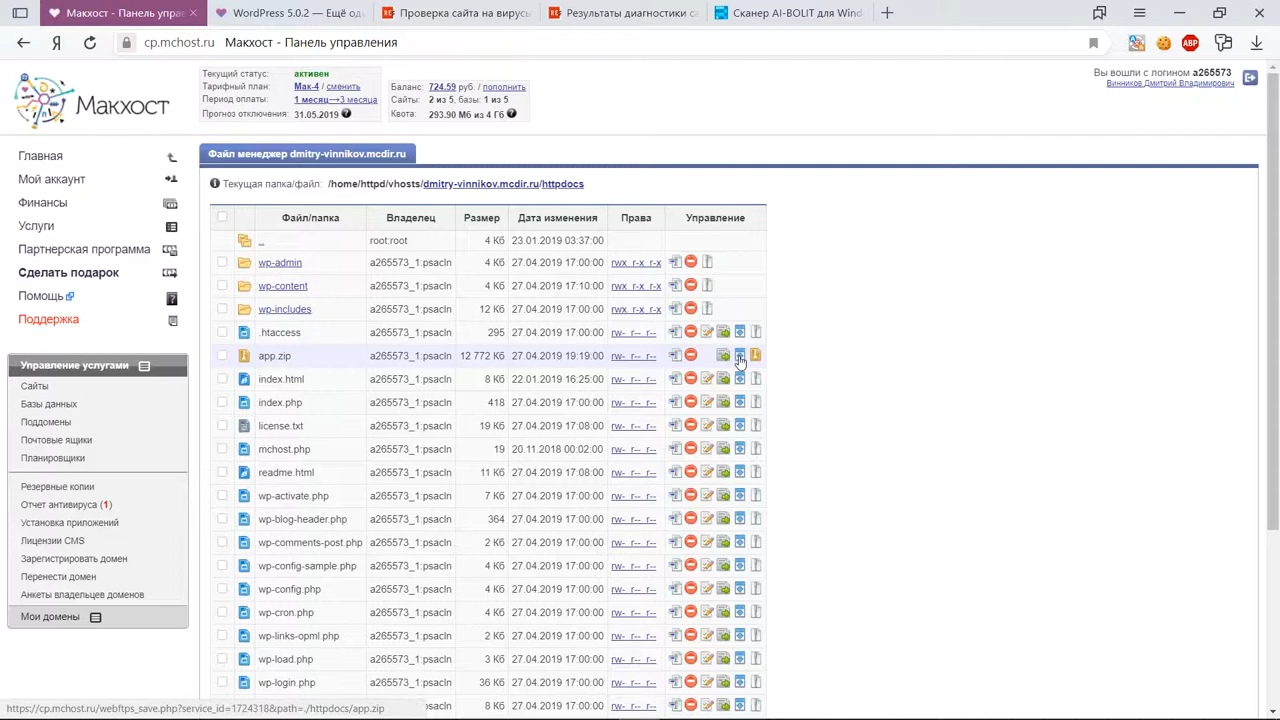 Макхост - Панель управ
WordPress 5.0.2 — Ещё од
Проверка сайта на вирусы
Результаты диагностики са
Сканер AI-BOLIT для Wind
cp.mchost.ru Макхост - Панель управления
ABP
Макхост
Текущий статус: активен
Тарифный план: Мак-4 / сменить
Период оплаты: 1 месяц→3 месяца
Прогноз отключения: 31.05.2019
Баланс: 724.59 руб. / пополнить
Сайты: 2 из 5, базы: 1 из 5
Квота: 293.90 Мб из 4 Гб
Вы вошли с логином a265573
Винников Дмитрий Владимирович
Главная
Мой аккаунт
Финансы
Услуги
Партнерская программа
Сделать подарок
Помощь
Поддержка
Управление услугами
Сайты
Базы данных
Поддомены
Почтовые ящики
Планировщики
Резервные копии
Отчет антивируса (1)
Установка приложений
Лицензии CMS
Зарегистрировать домен
Перенести домен
Анкеты владельцев доменов
Мои домены
Файл менеджер dmitry-vinnikov.mcdir.ru
Текущая папка/файл: /home/httpd/vhosts/dmitry-vinnikov.mcdir.ru/httpdocs
Файл/папка Владелец Размер Дата изменения Права Управление
.. root:root 4 Кб 23.01.2019 03:37:00
wp-admin a265573_1:psacln 4 Кб 27.04.2019 17:00:00 rwx r-x r-x
wp-content a265573_1:psacln 4 Кб 27.04.2019 17:10:00 rwx r-x r-x
wp-includes a265573_1:psacln 12 Кб 27.04.2019 17:00:00 rwx r-x r-x
.htaccess a265573_1:psacln 295 27.04.2019 17:00:00 rw- r-- r--
app.zip a265573_1:psacln 12 772 Кб 27.04.2019 19:19:00 rw- r-- r--
index.html a265573_1:psacln 8 Кб 22.01.2019 16:25:00 rw- r-- r--
index.php a265573_1:psacln 418 27.04.2019 17:00:00 rw- r-- r--
license.txt a265573_1:psacln 19 Кб 27.04.2019 17:08:00 rw- r-- r--
mchost.php a265573_1:psacln 19 20.11.2018 00:02:00 rw- r-- r--
readme.html a265573_1:psacln 11 Кб 27.04.2019 17:08:00 rw- r-- r--
wp-activate.php a265573_1:psacln 7 Кб 27.04.2019 17:00:00 rw- r-- r--
wp-blog-header.php a265573_1:psacln 364 27.04.2019 17:00:00 rw- r-- r--
wp-comments-post.php a265573_1:psacln 2 Кб 27.04.2019 17:00:00 rw- r-- r--
wp-config-sample.php a265573_1:psacln 4 Кб 27.04.2019 17:00:00 rw- r-- r--
wp-config.php a265573_1:psacln 4 Кб 27.04.2019 17:00:00 rw- r-- r--
wp-cron.php a265573_1:psacln 4 Кб 27.04.2019 17:00:00 rw- r-- r--
wp-links-opml.php a265573_1:psacln 2 Кб 27.04.2019 17:00:00 rw- r-- r--
wp-load.php a265573_1:psacln 3 Кб 27.04.2019 17:00:00 rw- r-- r--
wp-login.php a265573_1:psacln 36 Кб 27.04.2019 17:00:00 rw- r-- r--
8 Кб 27.04.2019 17:00:00 rw- r-- r--
https://cp.mchost.ru/webftps_save.php?service_id=1724318&path=./httpdocs/app.zip